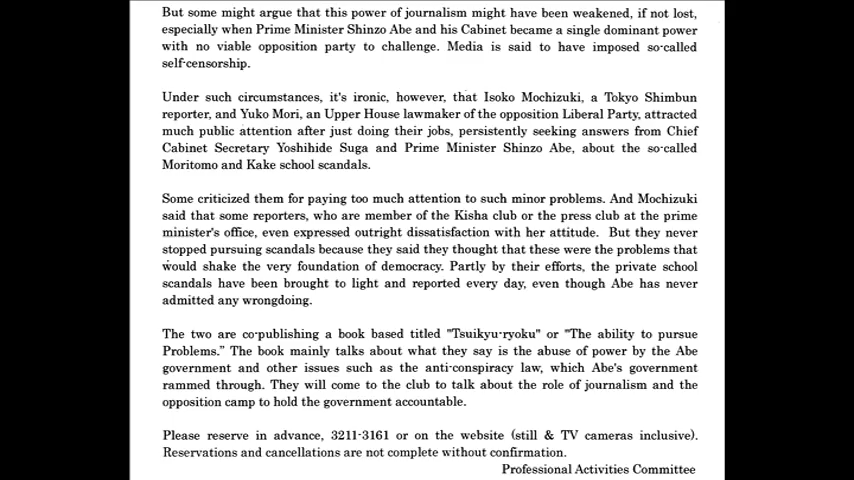 But some might argue that this power of journalism might have been weakened, if not lost,
especially when Prime Minister Shinzo Abe and his Cabinet became a single dominant power
with no viable opposition party to challenge. Media is said to have imposed so-called
self-censorship.
Under such circumstances, it's ironic, however, that Isoko Mochizuki, a Tokyo Shimbun
reporter, and Yuko Mori, an Upper House lawmaker of the opposition Liberal Party, attracted
much public attention after just doing their jobs, persistently seeking answers from Chief
Cabinet Secretary Yoshihide Suga and Prime Minister Shinzo Abe, about the so-called
Moritomo and Kake school scandals.
Some criticized them for paying too much attention to such minor problems. And Mochizuki
said that some reporters, who are member of the Kisha club or the press club at the prime
minister's office, even expressed outright dissatisfaction with her attitude. But they never
stopped pursuing scandals because they said they thought that these were the problems that
would shake the very foundation of democracy. Partly by their efforts, the private school
scandals have been brought to light and reported every day, even though Abe has never
admitted any wrongdoing.
The two are co-publishing a book based titled "Tsuikyu-ryoku" or "The ability to pursue
Problems." The book mainly talks about what they say is the abuse of power by the Abe
government and other issues such as the anti-conspiracy law, which Abe's government
rammed through. They will come to the club to talk about the role of journalism and the
opposition camp to hold the government accountable.
Please reserve in advance, 3211-3161 or on the website (still & TV cameras inclusive).
Reservations and cancellations are not complete without confirmation.
Professional Activities Committee